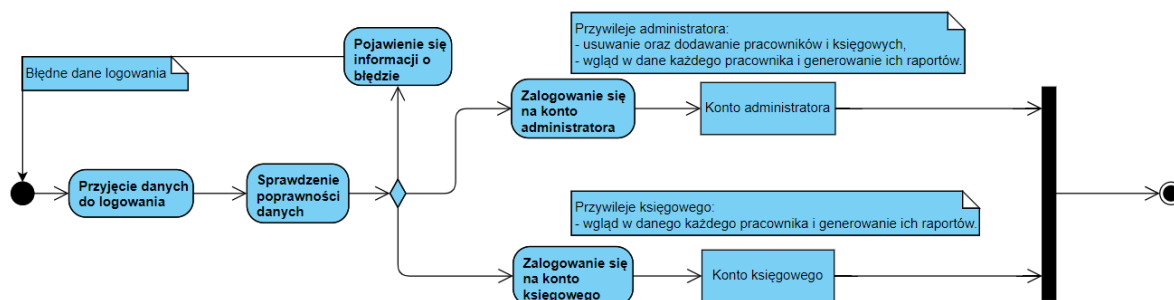 Przywileje administratora:
- usuwanie oraz dodawanie pracowników i księgowych,
- wgląd w dane każdego pracownika i generowanie ich raportów.
Pojawienie się
informacji o
błędzie
Błędne dane logowania
Zalogowanie się
na konto
administratora
Konto administratora
Przyjęcie danych
do logowania
Sprawdzenie
poprawności
danych
Przywileje księgowego:
- wgląd w danego każdego pracownika i generowanie ich raportów.
Zalogowanie się
na konto
księgowego
Konto księgowego